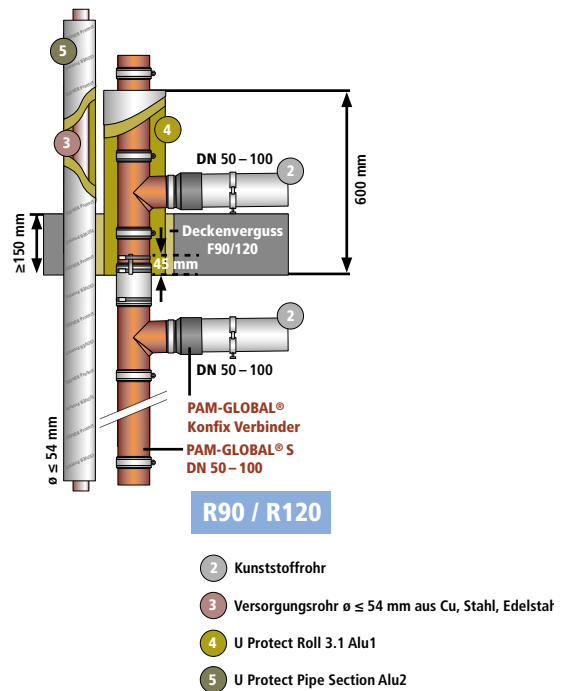 5
3
4
DN 50 – 100
2
600 mm
≥150 mm
Deckenverguss
F90/120
45 mm
2
DN 50 – 100
ø ≤ 54 mm
PAM-GLOBAL®
Konfix Verbinder
PAM-GLOBAL® S
DN 50 – 100
R90 / R120
2 Kunststoffrohr
3 Versorgungsrohr ø ≤ 54 mm aus Cu, Stahl, Edelstah
4 U Protect Roll 3.1 Alu1
5 U Protect Pipe Section Alu2